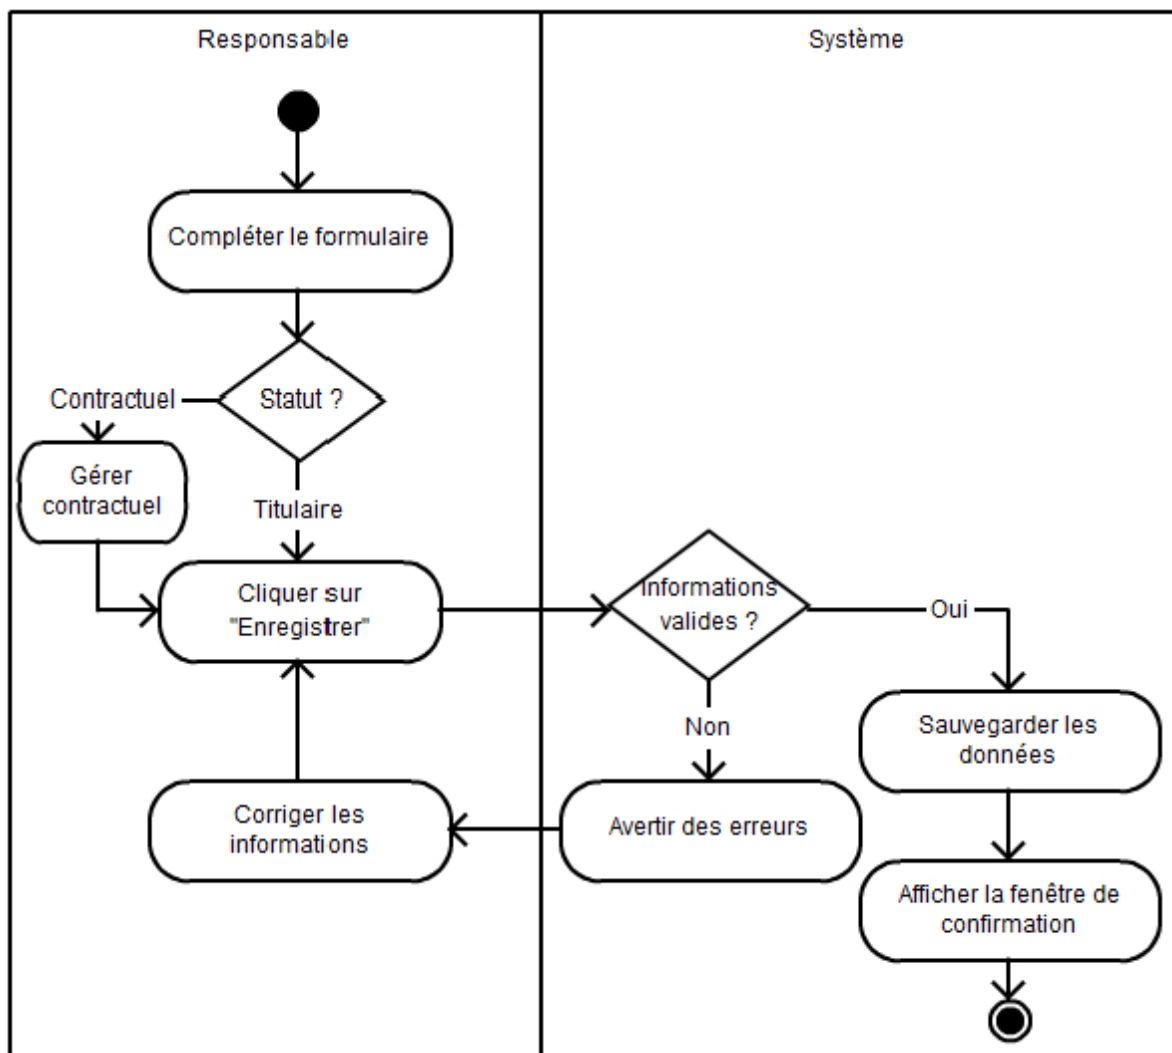 Responsable
Système
Compléter le formulaire
Statut ?
Contractuel
Gérer
contractuel
Titulaire
Cliquer sur
"Enregistrer"
Informations
valides ?
Oui
Non
Sauvegarder les
données
Corriger les
informations
Avertir des erreurs
Afficher la fenêtre de
confirmation